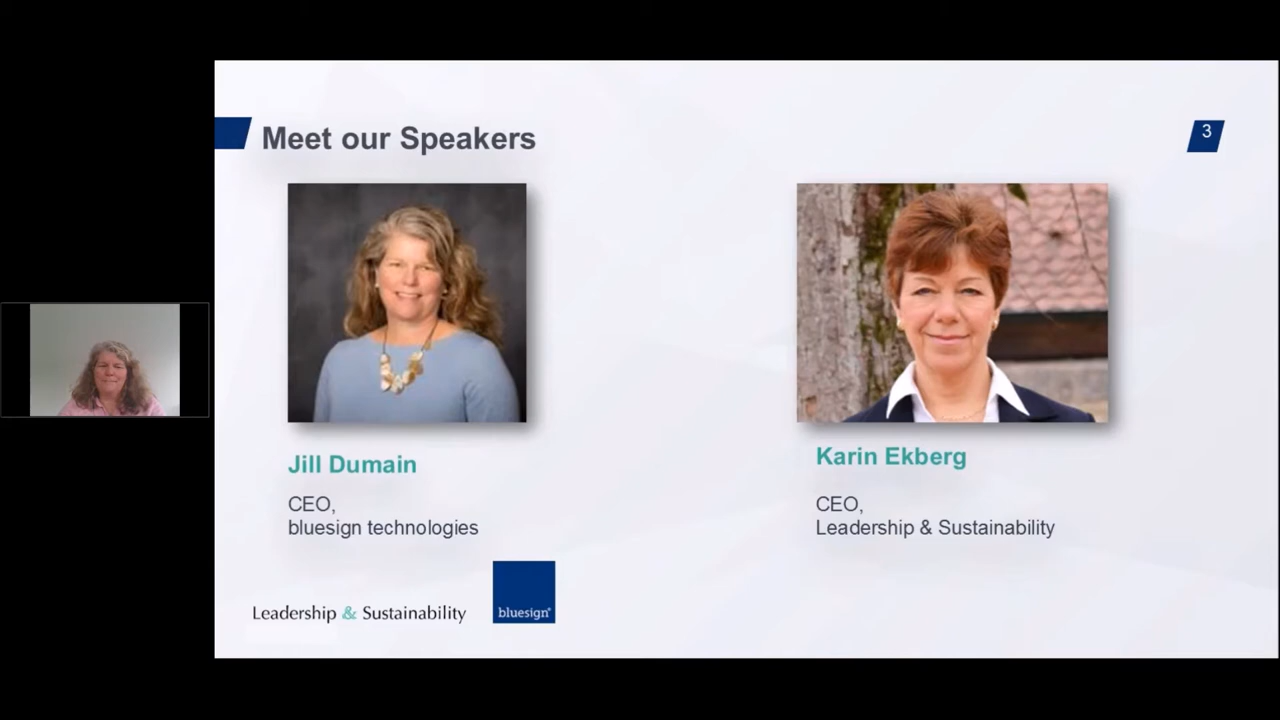 Meet our Speakers
3
Jill Dumain
CEO,
bluesign technologies
Karin Ekberg
CEO,
Leadership & Sustainability
Leadership & Sustainability
bluesign®